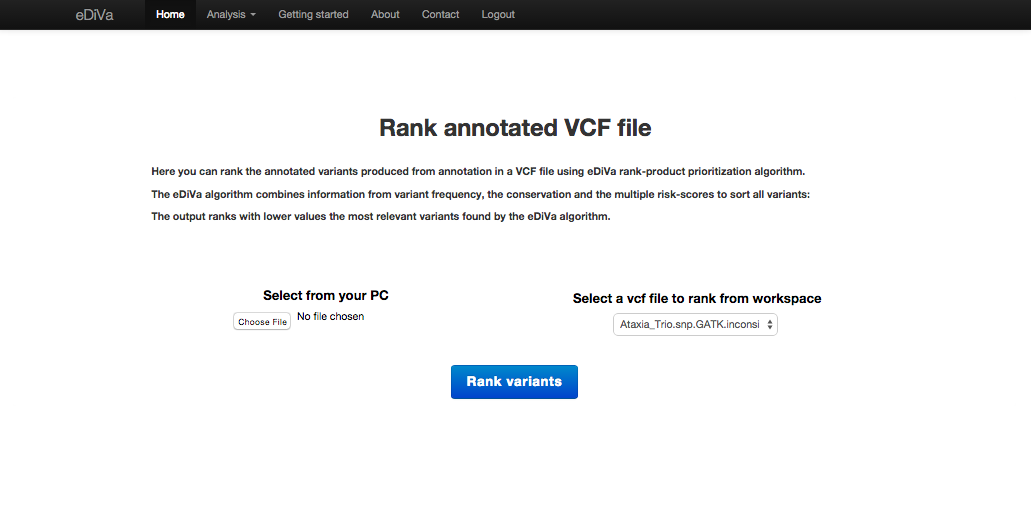 eDiVa Home Analysis Getting started About Contact Logout
Rank annotated VCF file
Here you can rank the annotated variants produced from annotation in a VCF file using eDiVa rank-product prioritization algorithm.
The eDiVa algorithm combines information from variant frequency, the conservation and the multiple risk-scores to sort all variants:
The output ranks with lower values the most relevant variants found by the eDiVa algorithm.
Select from your PC
Choose File No file chosen
Select a vcf file to rank from workspace
Ataxia_Trio.snp.GATK.inconsi
Rank variants